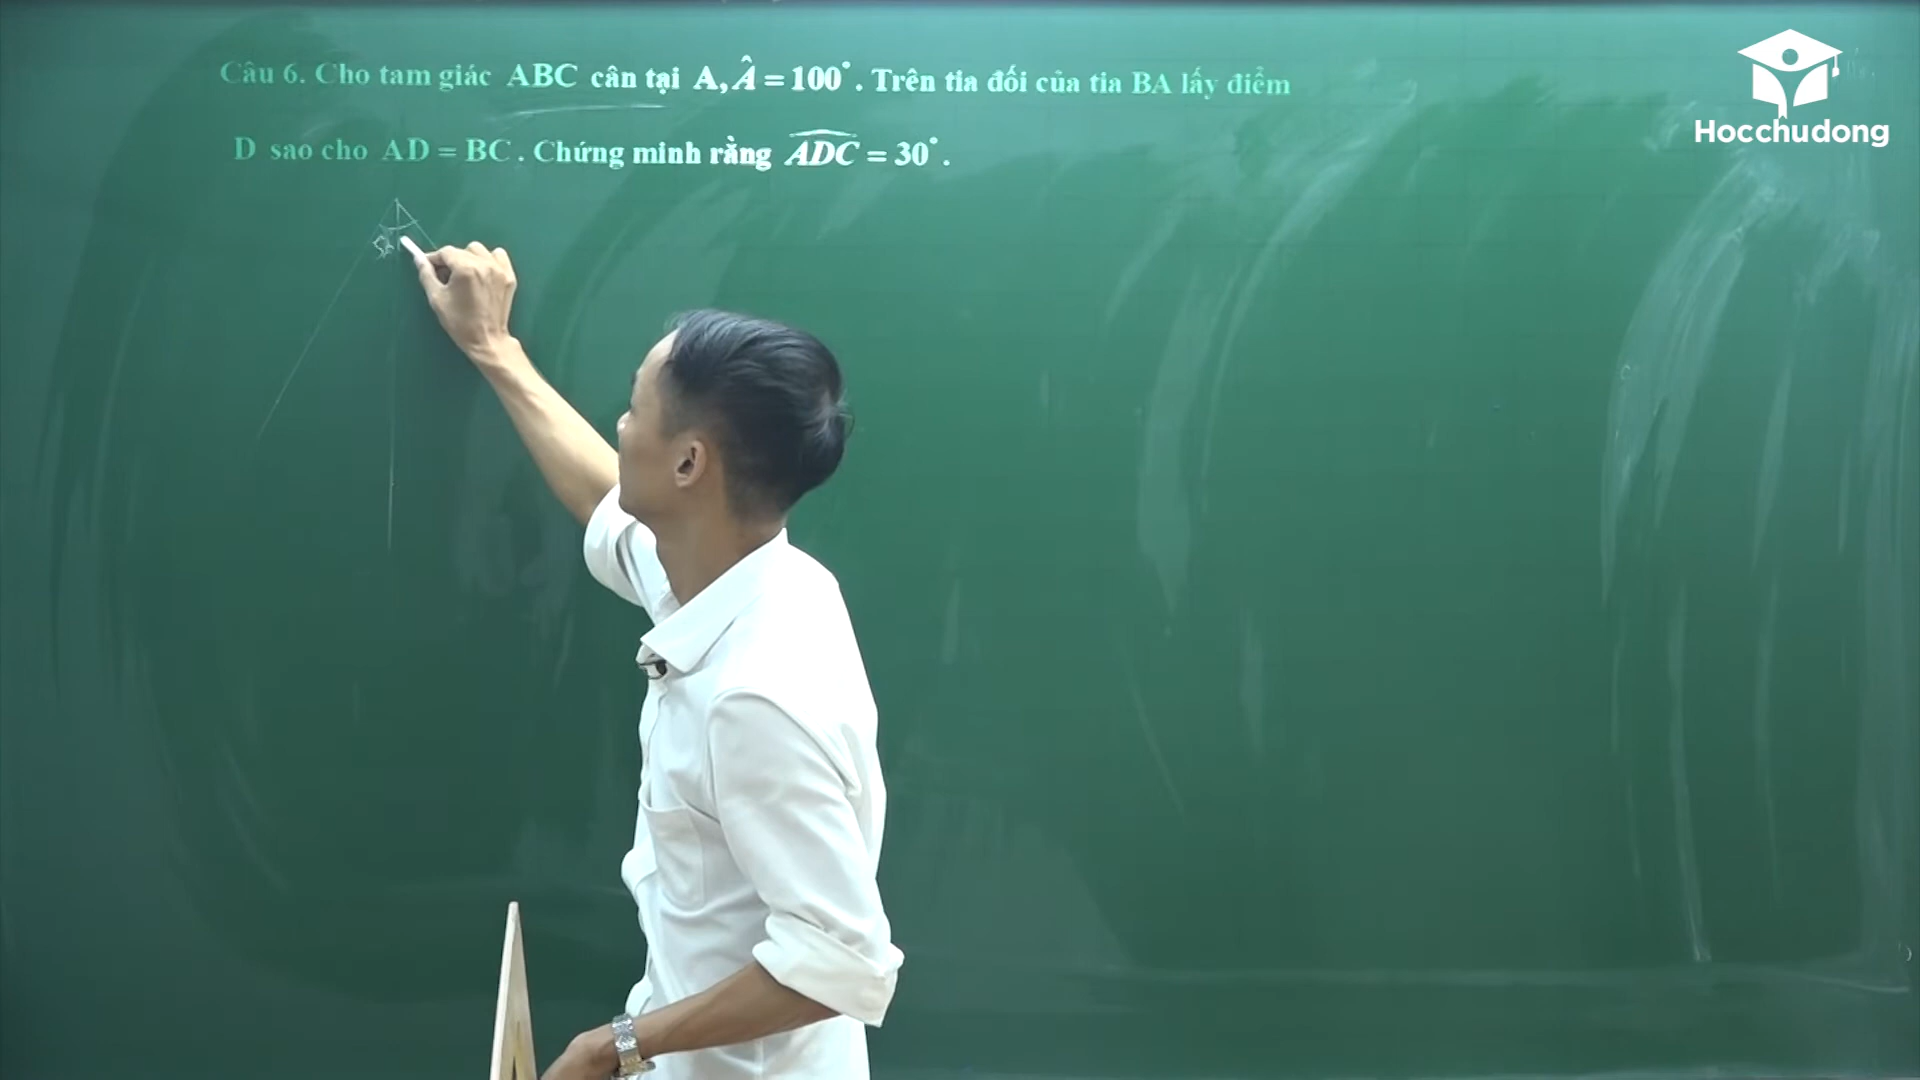 Câu 6. Cho tam giác ABC cân tại A, Â = 100°. Trên tia đối của tia BA lấy điểm
D sao cho AD = BC. Chứng minh rằng \widehat{ADC} = 30°.
Hocchudong